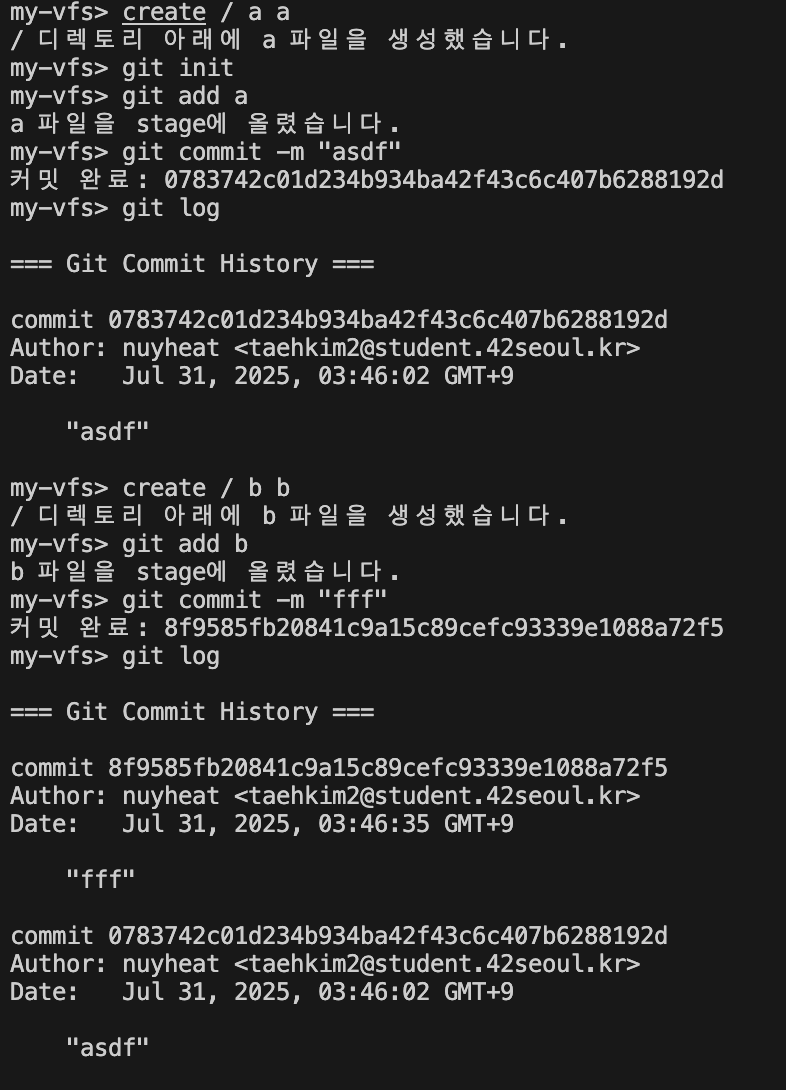 my-vfs> create / a a
/ 디렉토리 아래에 a 파일을 생성했습니다.
my-vfs> git init
my-vfs> git add a
a 파일을 stage에 올렸습니다.
my-vfs> git commit -m "asdf"
커밋 완료: 0783742c01d234b934ba42f43c6c407b6288192d
my-vfs> git log
=== Git Commit History ===
commit 0783742c01d234b934ba42f43c6c407b6288192d
Author: nuyheat <taehkim2@student.42seoul.kr>
Date:   Jul 31, 2025, 03:46:02 GMT+9
    "asdf"
my-vfs> create / b b
/ 디렉토리 아래에 b 파일을 생성했습니다.
my-vfs> git add b
b 파일을 stage에 올렸습니다.
my-vfs> git commit -m "fff"
커밋 완료: 8f9585fb20841c9a15c89cefc93339e1088a72f5
my-vfs> git log
=== Git Commit History ===
commit 8f9585fb20841c9a15c89cefc93339e1088a72f5
Author: nuyheat <taehkim2@student.42seoul.kr>
Date:   Jul 31, 2025, 03:46:35 GMT+9
    "fff"
commit 0783742c01d234b934ba42f43c6c407b6288192d
Author: nuyheat <taehkim2@student.42seoul.kr>
Date:   Jul 31, 2025, 03:46:02 GMT+9
    "asdf"